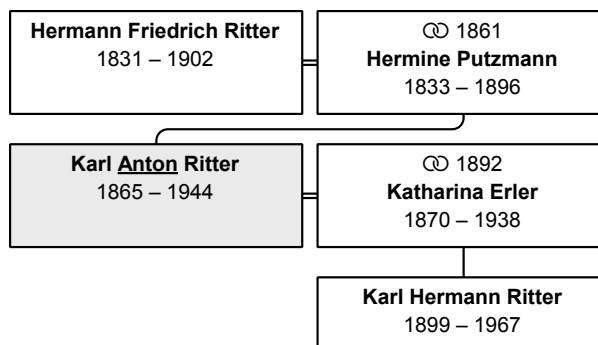 Hermann Friedrich Ritter
1831 – 1902
⚭ 1861
Hermine Putzmann
1833 – 1896
Karl Anton Ritter
1865 – 1944
⚭ 1892
Katharina Erler
1870 – 1938
Karl Hermann Ritter
1899 – 1967